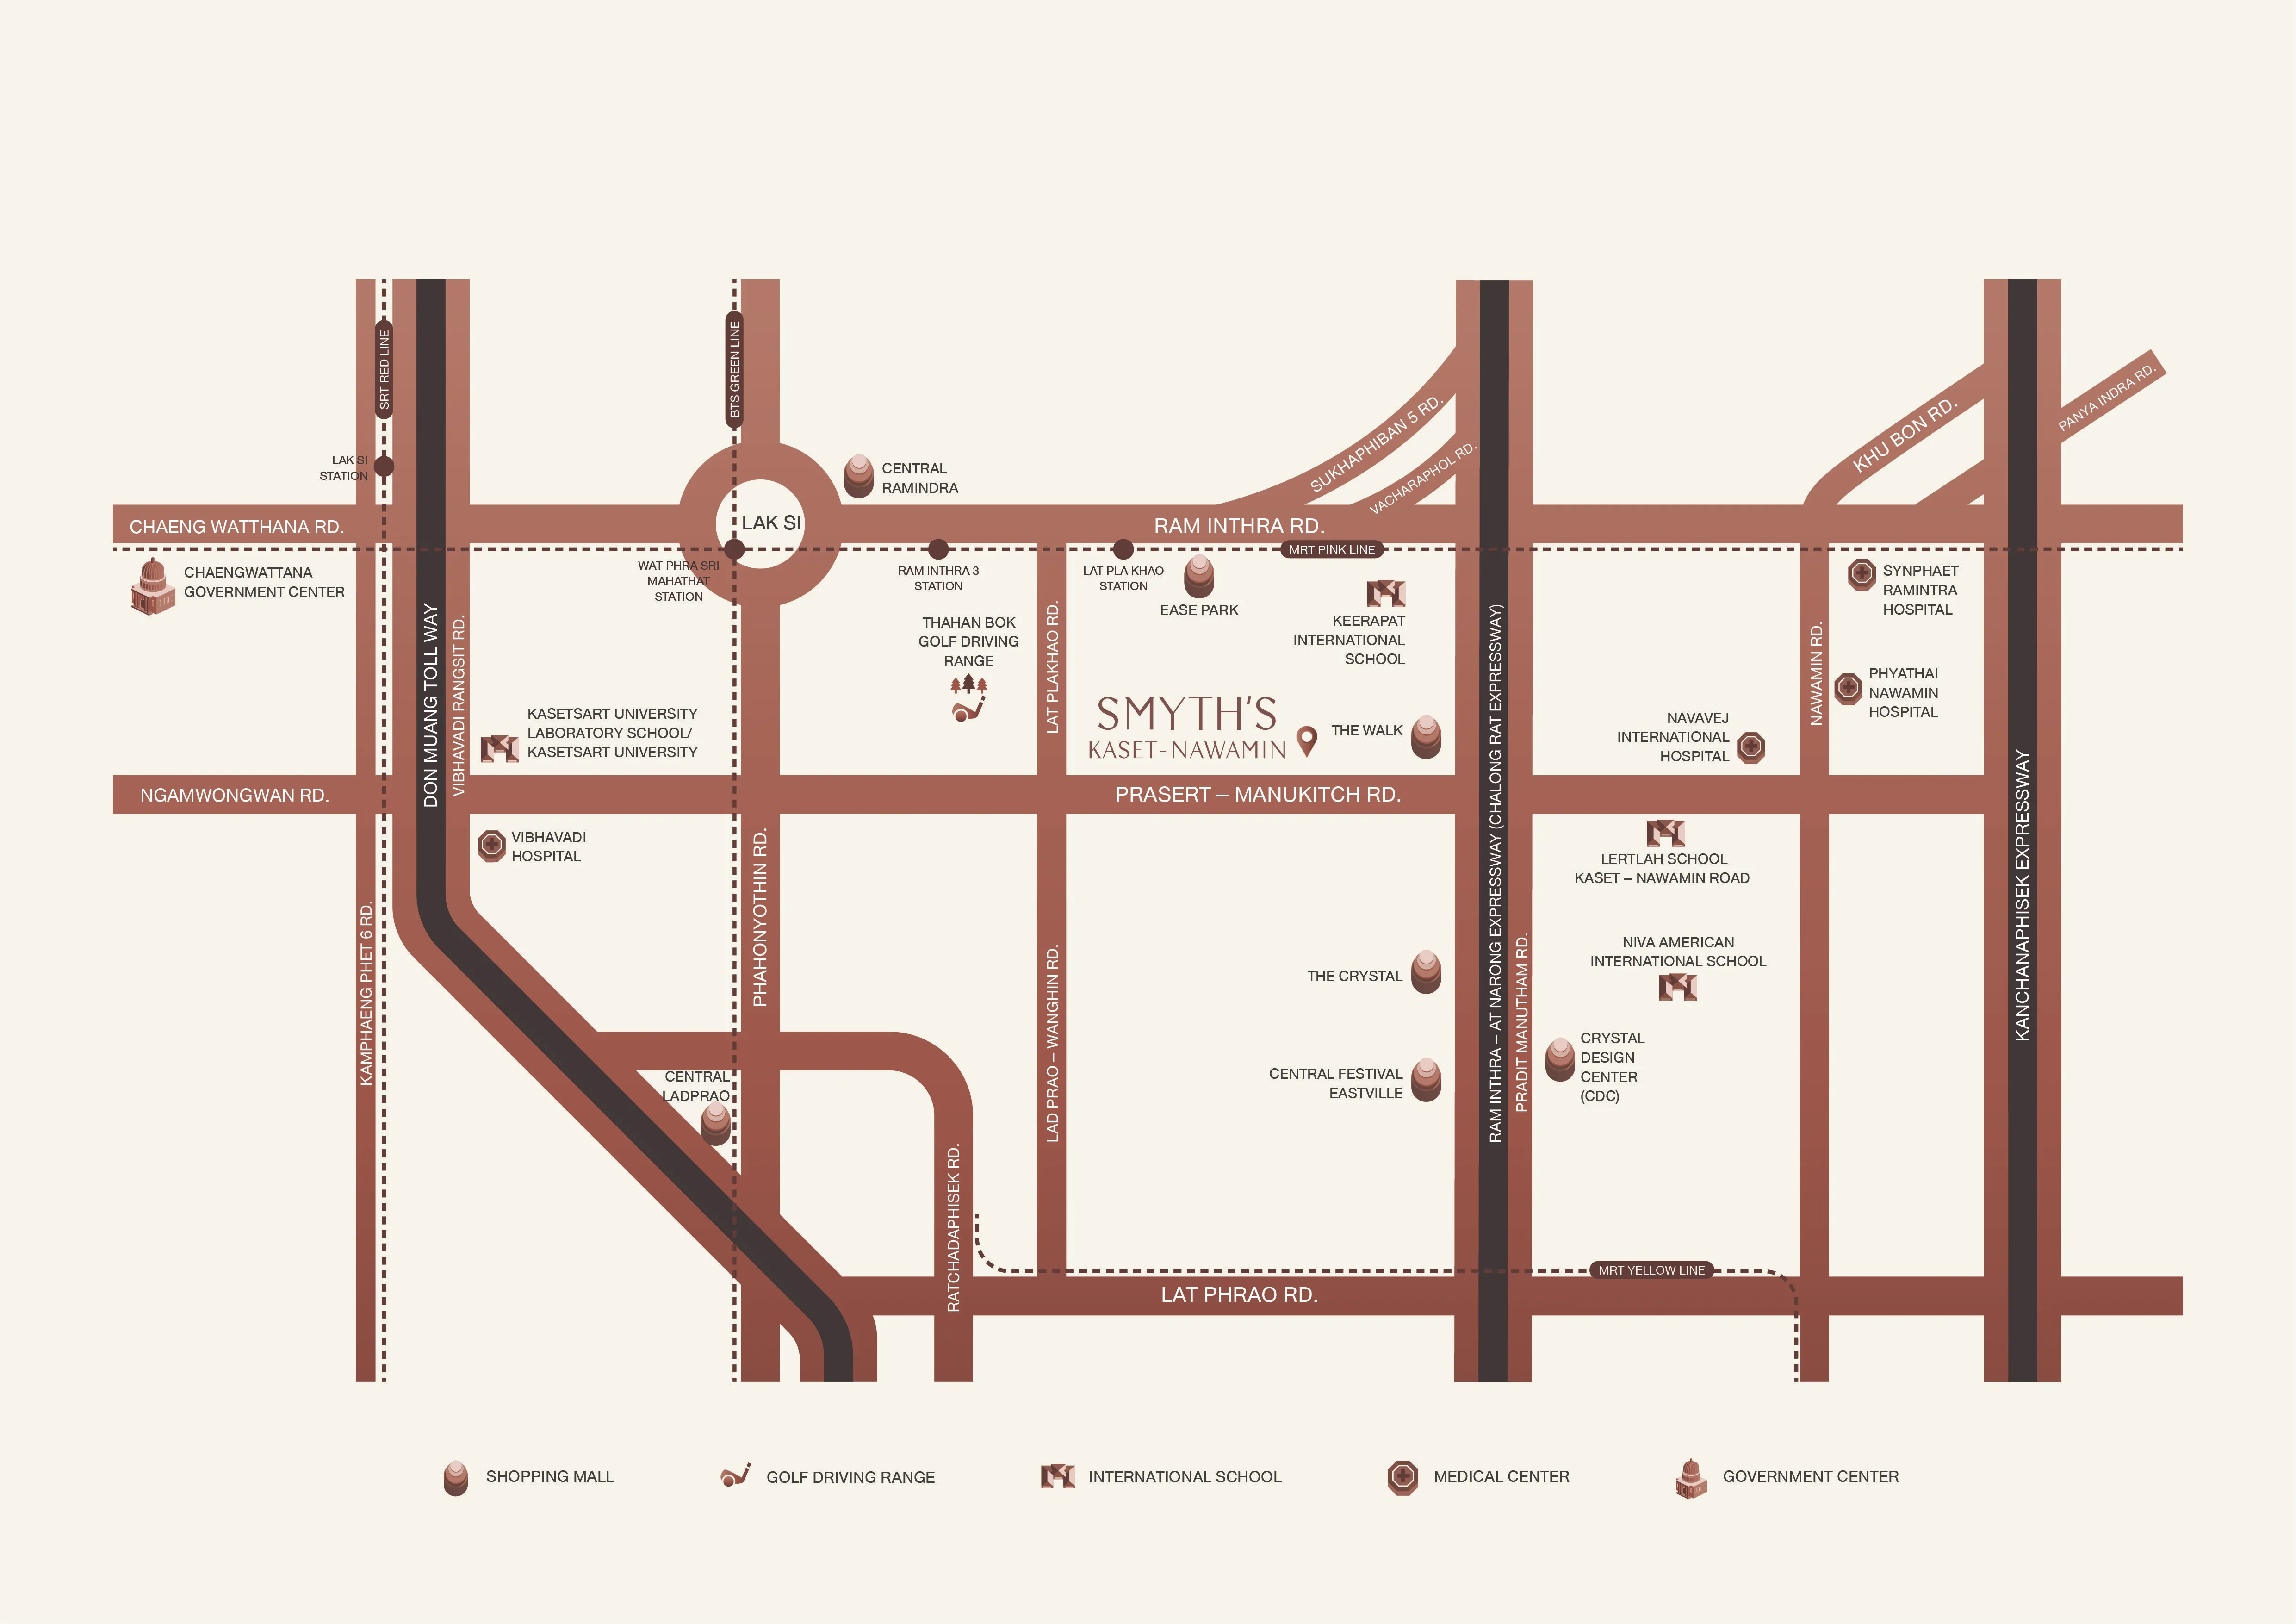 SRT RED LINE
BTS GREEN LINE
LAK SI
STATION
CENTRAL
RAMINDRA
SUKHAPHIBAN 5 RD.
VACHARAPHOL RD.
KHU BON RD.
PANYA INDRA RD.
CHAENG WATTHANA RD.
LAK SI
RAM INTHRA RD.
MRT PINK LINE
CHAENGWATTANA
GOVERNMENT CENTER
WAT PHRA SRI
MAHATHAT
STATION
RAM INTHRA 3
STATION
LAT PLA KHAO
STATION
EASE PARK
KEERAPAT
INTERNATIONAL
SCHOOL
SYNPHAET
RAMINTRA
HOSPITAL
THAHAN BOK
GOLF DRIVING
RANGE
DON MUANG TOLL WAY
VIBHAVADI RANGSIT RD.
LAT PLAKHAO RD.
NAWAMIN RD.
PHYATHAI
NAWAMIN
HOSPITAL
KASETSART UNIVERSITY
LABORATORY SCHOOL/
KASETSART UNIVERSITY
SMYTH'S
KASET-NAWAMIN
THE WALK
NAVAVEJ
INTERNATIONAL
HOSPITAL
NGAMWONGWAN RD.
PRASERT – MANUKITCH RD.
RAM INTHRA – AT NARONG EXPRESSWAY (CHALONG RAT EXPRESSWAY)
KANCHANAPHISEK EXPRESSWAY
VIBHAVADI
HOSPITAL
PHAHONYOTHIN RD.
LERTLAH SCHOOL
KASET – NAWAMIN ROAD
KAMPHAENG PHET 6 RD.
LAD PRAO – WANGHIN RD.
PRADIT MANUTHAM RD.
NIVA AMERICAN
INTERNATIONAL SCHOOL
THE CRYSTAL
CRYSTAL
DESIGN
CENTER
(CDC)
CENTRAL FESTIVAL
EASTVILLE
CENTRAL
LADPRAO
RATCHADAPHISEK RD.
MRT YELLOW LINE
LAT PHRAO RD.
SHOPPING MALL
GOLF DRIVING RANGE
INTERNATIONAL SCHOOL
MEDICAL CENTER
GOVERNMENT CENTER